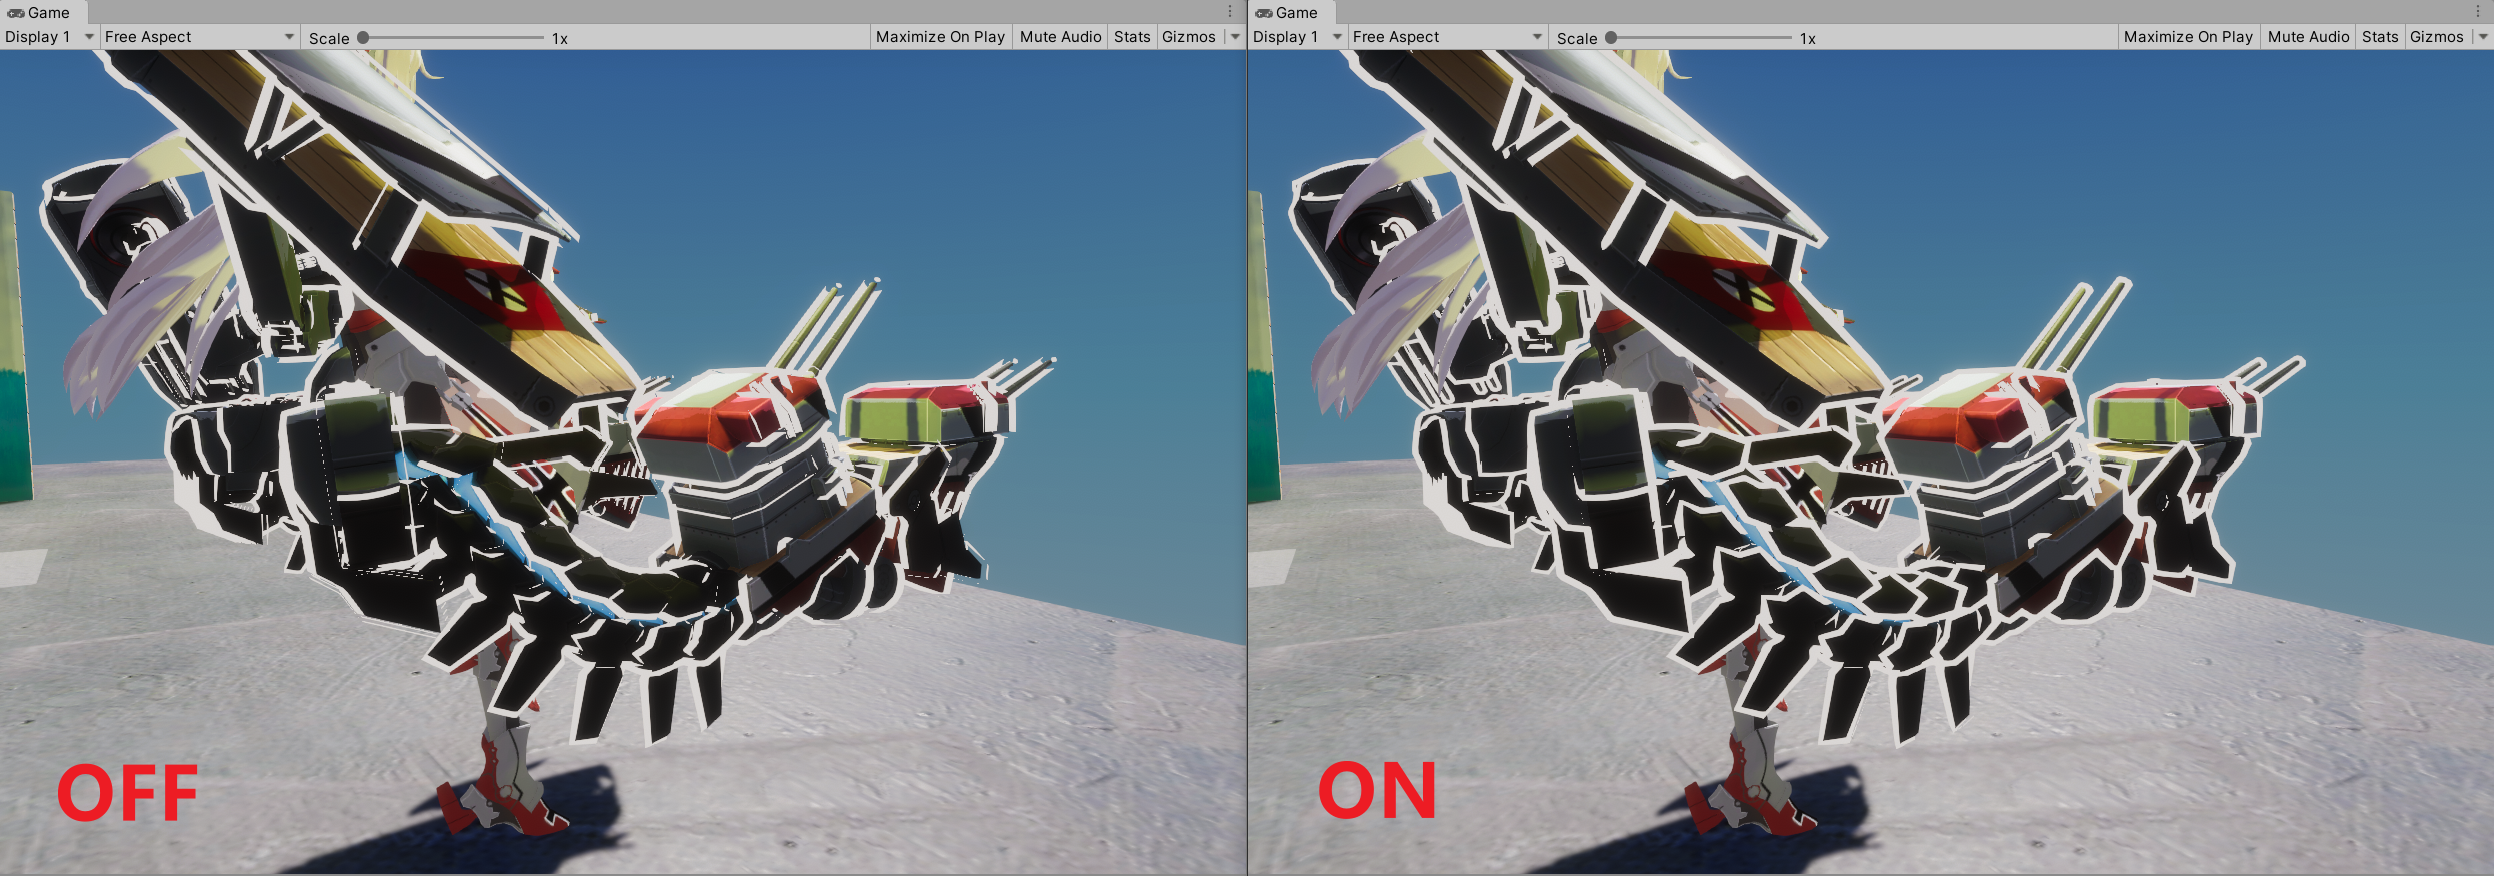 Game
Display 1 Free Aspect Scale 1x Maximize On Play Mute Audio Stats Gizmos
OFF
Game
Display 1 Free Aspect Scale 1x Maximize On Play Mute Audio Stats Gizmos
ON